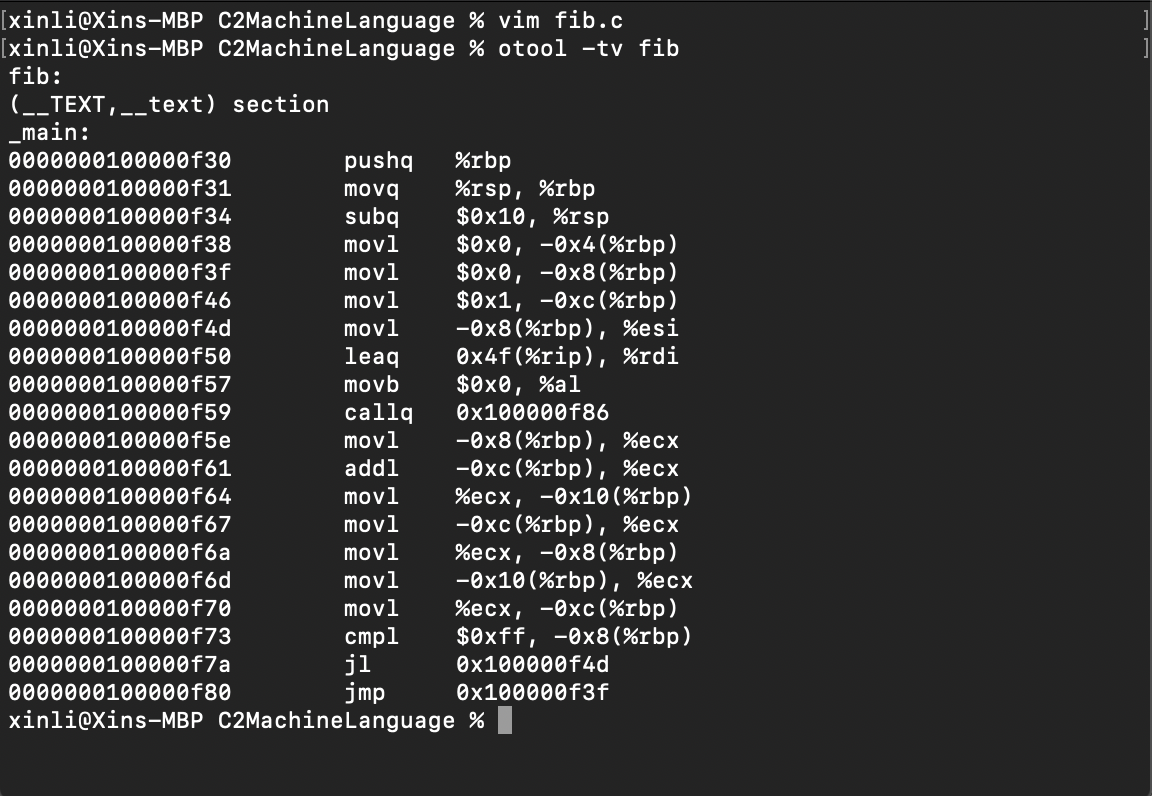 [xinli@Xins-MBP C2MachineLanguage % vim fib.c ]
[xinli@Xins-MBP C2MachineLanguage % otool -tv fib ]
fib:
(__TEXT,__text) section
_main:
0000000100000f30 pushq %rbp
0000000100000f31 movq %rsp, %rbp
0000000100000f34 subq $0x10, %rsp
0000000100000f38 movl $0x0, -0x4(%rbp)
0000000100000f3f movl $0x0, -0x8(%rbp)
0000000100000f46 movl $0x1, -0xc(%rbp)
0000000100000f4d movl -0x8(%rbp), %esi
0000000100000f50 leaq 0x4f(%rip), %rdi
0000000100000f57 movb $0x0, %al
0000000100000f59 callq 0x100000f86
0000000100000f5e movl -0x8(%rbp), %ecx
0000000100000f61 addl -0xc(%rbp), %ecx
0000000100000f64 movl %ecx, -0x10(%rbp)
0000000100000f67 movl -0xc(%rbp), %ecx
0000000100000f6a movl %ecx, -0x8(%rbp)
0000000100000f6d movl -0x10(%rbp), %ecx
0000000100000f70 movl %ecx, -0xc(%rbp)
0000000100000f73 cmpl $0xff, -0x8(%rbp)
0000000100000f7a jl 0x100000f4d
0000000100000f80 jmp 0x100000f3f
xinli@Xins-MBP C2MachineLanguage %